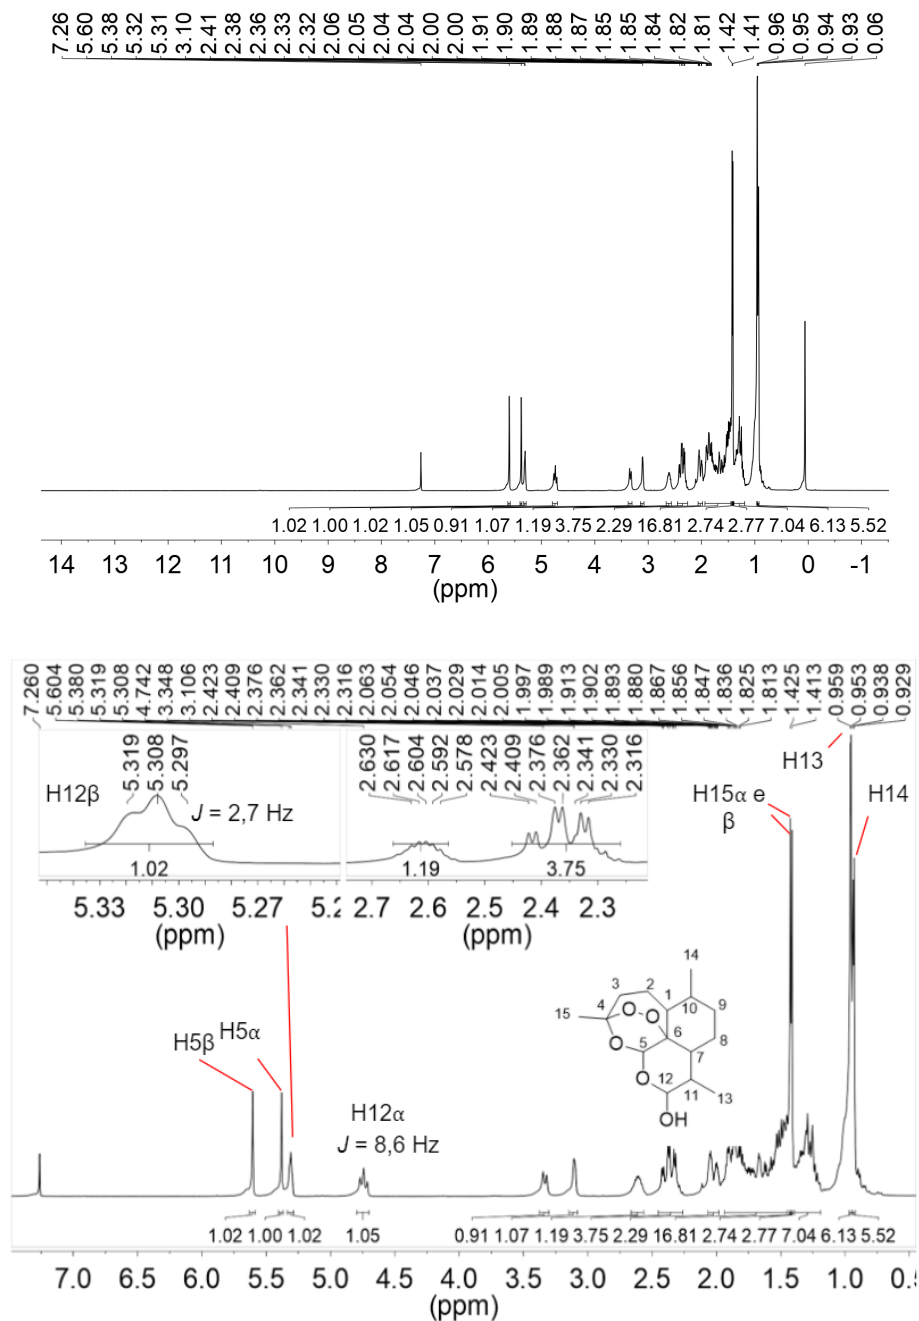 7.26 5.60 5.38 5.32 5.31 3.10 2.41 2.38 2.36 2.33 2.32 2.06 2.05 2.04 2.04 2.00 2.00 1.91 1.90 1.89 1.88 1.87 1.85 1.85 1.84 1.82 1.81 1.42 1.41 0.96 0.95 0.94 0.93 0.06
1.02 1.00 1.02 1.05 0.91 1.07 1.19 3.75 2.29 16.81 2.74 2.77 7.04 6.13 5.52
14 13 12 11 10 9 8 7 6 5 4 3 2 1 0 -1
(ppm)
7.260 5.604 5.380 5.319 5.308 4.742 3.348 3.106 2.423 2.409 2.376 2.362 2.341 2.330 2.316 2.063 2.054 2.046 2.037 2.029 2.014 2.005 1.997 1.989 1.913 1.902 1.893 1.880 1.867 1.856 1.847 1.836 1.825 1.813 1.425 1.413 0.959 0.953 0.938 0.929
5.319 5.308 5.297
H12β
J = 2,7 Hz
1.02
5.33 5.30 5.27
(ppm)
2.630 2.617 2.604 2.592 2.578 2.423 2.409 2.376 2.362 2.341 2.330 2.316
1.19 3.75
2.7 2.6 2.5 2.4 2.3
(ppm)
H13
H15α e
β
H14
H5β H5α
H12α
J = 8,6 Hz
14
3 2
1 9
4 10
15 O O
6 8
O 5 7
O 12 11 13
OH
1.02 1.00 1.02 1.05 0.91 1.07 1.19 3.75 2.29 16.81 2.74 2.77 7.04 6.13 5.52
7.0 6.5 6.0 5.5 5.0 4.5 4.0 3.5 3.0 2.5 2.0 1.5 1.0
(ppm)